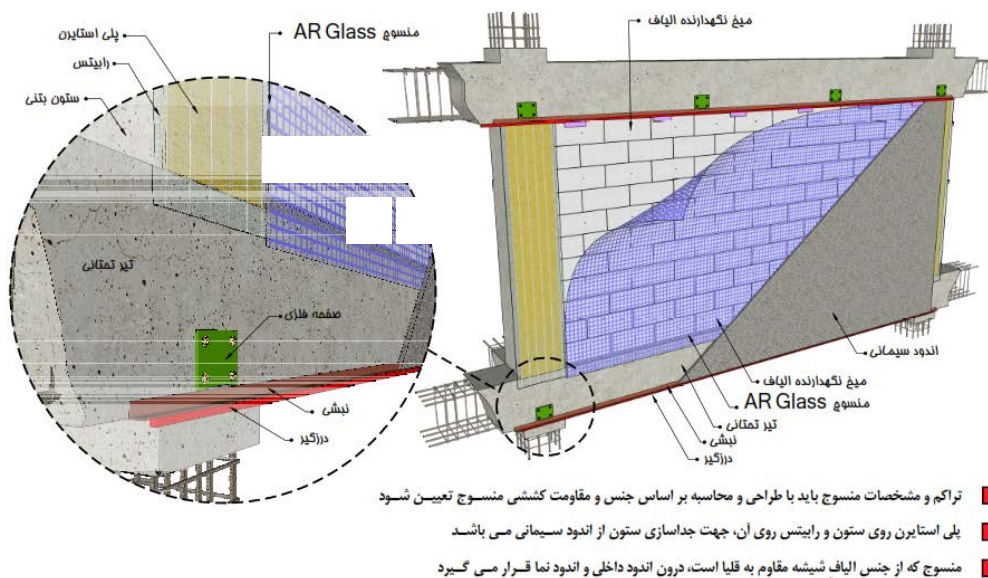 پلی استایرن
رابیتس
ستون بتنی
منسوج AR Glass
میخ نگهدارنده الیاف
تیر تحتانی
صفحه فلزی
نبشی
درزگیر
اندود سیمانی
میخ نگهدارنده الیاف
منسوج AR Glass
تیر تحتانی
نبشی
درزگیر
تراکم و مشخصات منسوج باید با طراحی و محاسبه بر اساس جنس و مقاومت کششی منسوج تعیین شود
پلی استایرن روی ستون و رابیتس روی آن، جهت جداسازی ستون از اندود سیمانی می باشد
منسوج که از جنس الیاف شیشه مقاوم به قلیا است، درون اندود داخلی و اندود نما قرار می گیرد